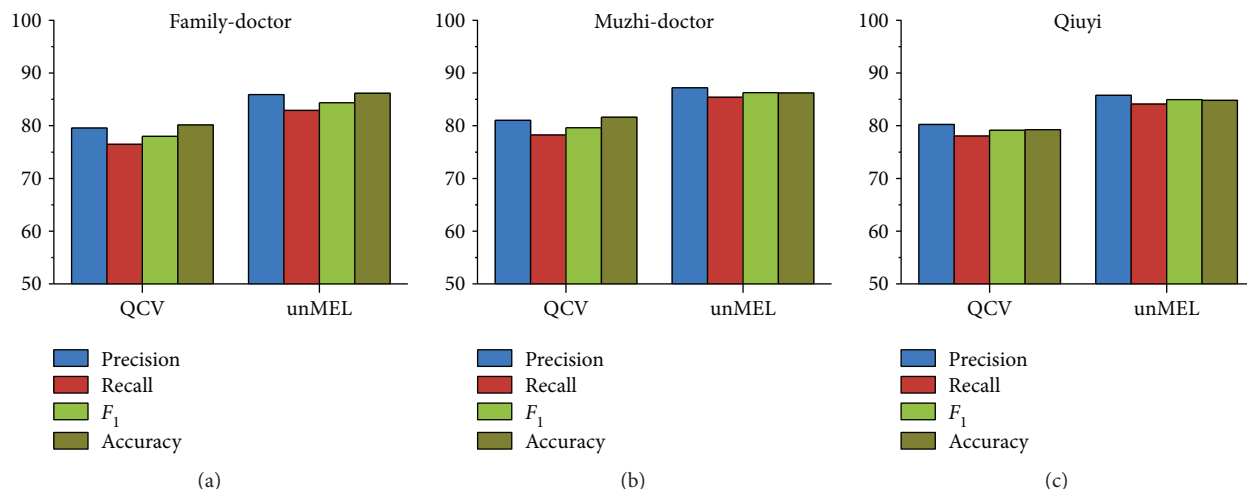 Family-doctor
100
90
80
70
60
50
QCV unMEL
Precision
Recall
F1
Accuracy
(a)
Muzhi-doctor
100
90
80
70
60
50
QCV unMEL
Precision
Recall
F1
Accuracy
(b)
Qiuyi
100
90
80
70
60
50
QCV unMEL
Precision
Recall
F1
Accuracy
(c)